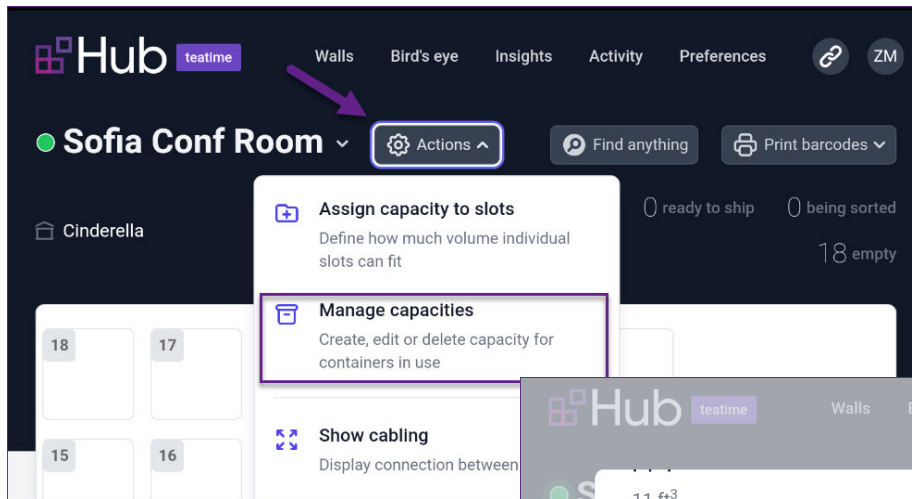 Hub teatime Walls Bird's eye Insights Activity Preferences ZM
Sofia Conf Room Actions Find anything Print barcodes
Cinderella
0 ready to ship 0 being sorted
18 empty
Assign capacity to slots
Define how much volume individual
slots can fit
Manage capacities
Create, edit or delete capacity for
containers in use
Show cabling
Display connection between
18 17
15 16
Hub teatime Walls
11 ft³